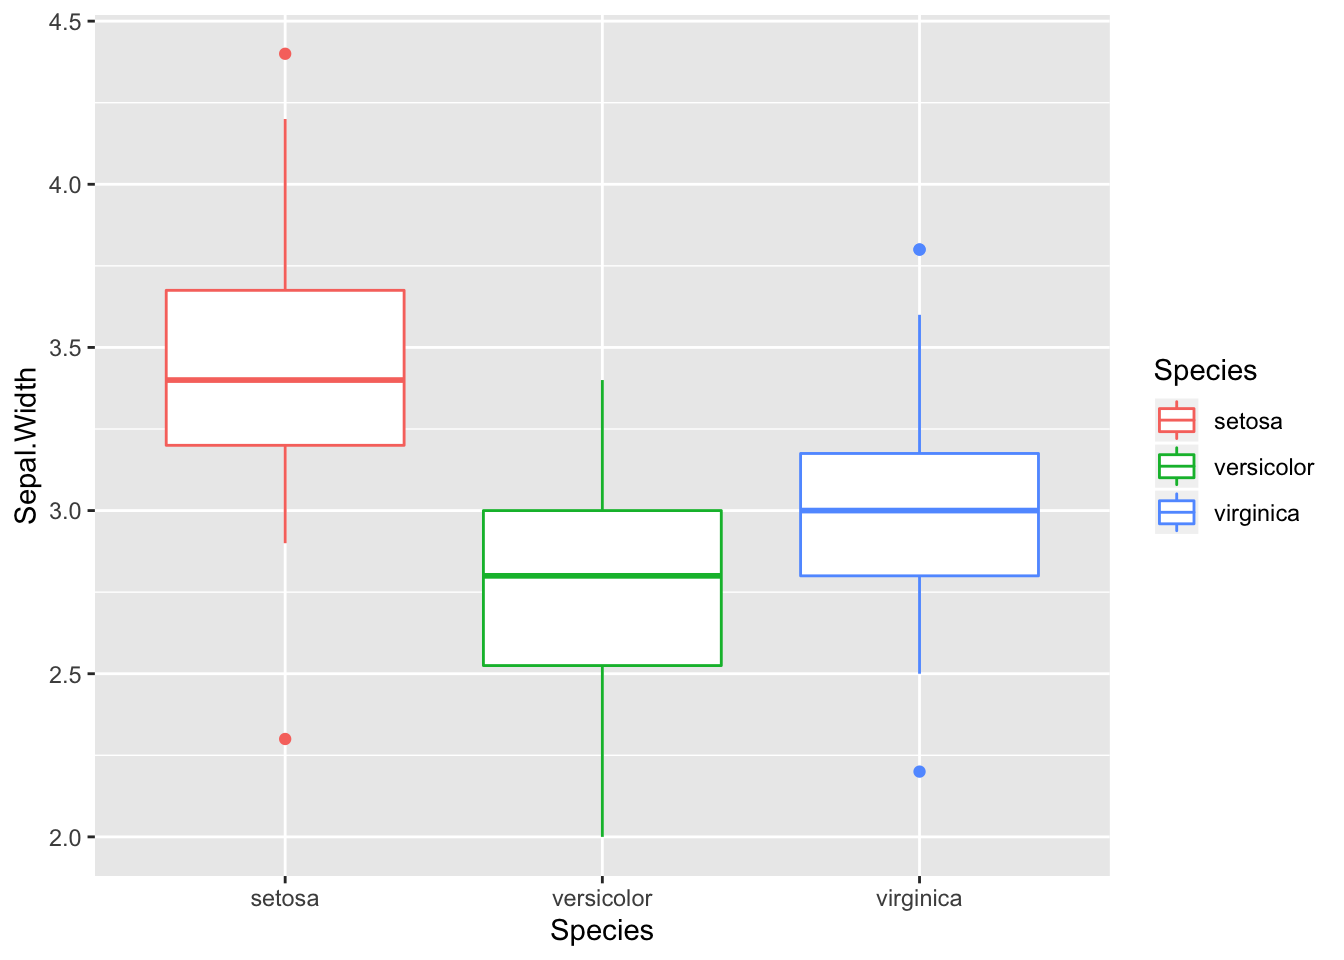 4.5
4.0
3.5
3.0
2.5
2.0
Sepal.Width
setosa versicolor virginica
Species
Species
setosa
versicolor
virginica